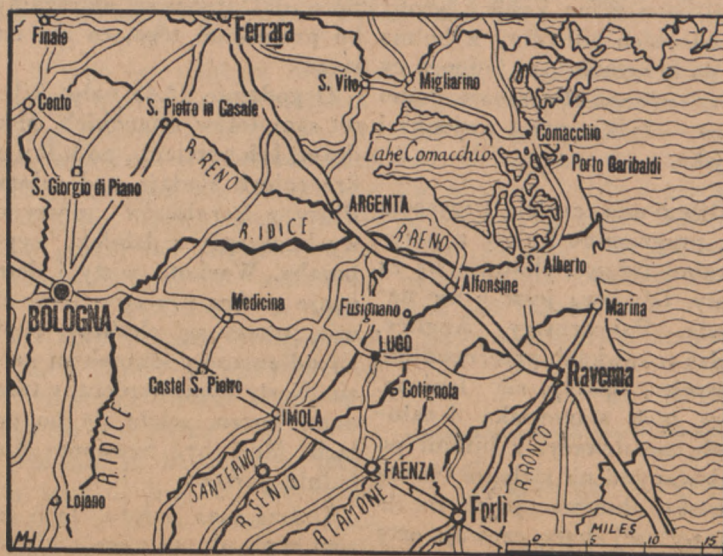 Finale
Ferrara
S. Vito
Migliarino
Cento
S. Pietro in Casale
Comacchio
Lake Comacchio
Porto Garibaldi
R. RENO
S. Giorgio di Piano
ARGENTA
R. IDICE
R. RENO
S. Alberto
Alfonsine
BOLOGNA
Medicina
Fusignano
Marina
LUGO
Ravenna
Castel S. Pietro
Cotignola
IMOLA
R. IDICE
SANTERNO
R. SENIO
FAENZA
R. LAMONE
R. RONCO
Lojano
Forlì
MH
MILES
0 5 10 15